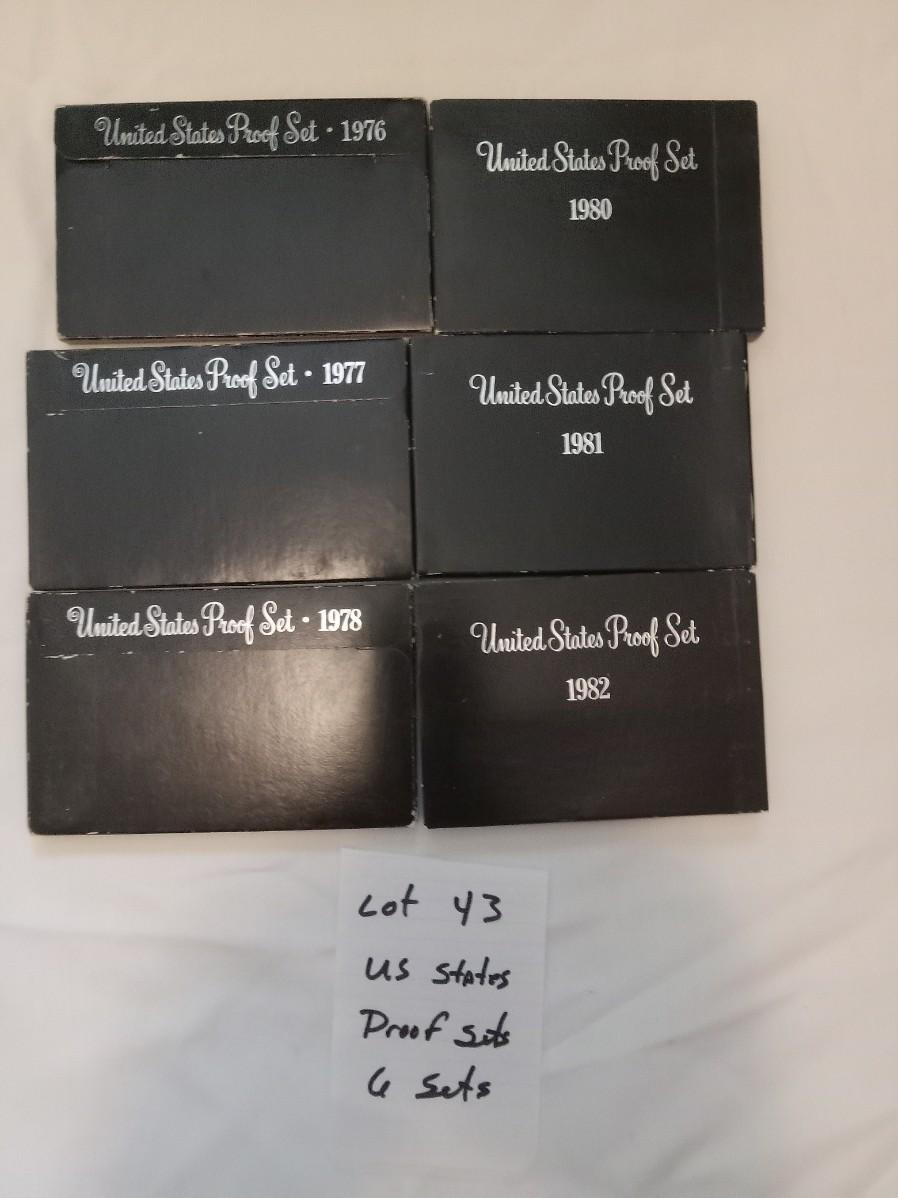 United States Proof Set · 1976
United States Proof Set
1980
United States Proof Set · 1977
United States Proof Set
1981
United States Proof Set · 1978
United States Proof Set
1982
Lot 43
US States
Proof Sets
6 Sets